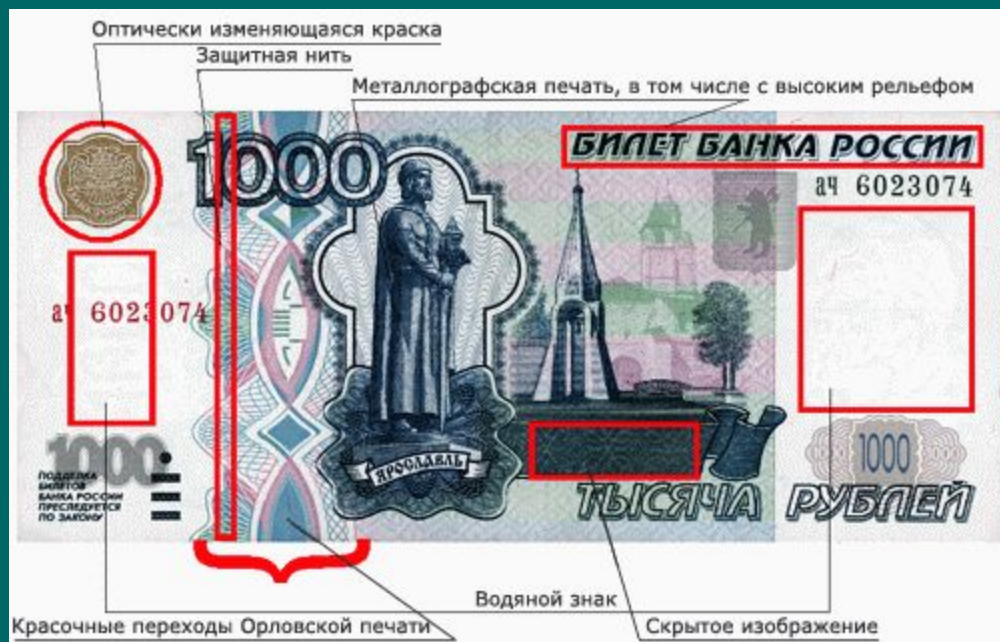 Оптически изменяющаяся краска
Защитная нить
Металлографская печать, в том числе с высоким рельефом
1000
БИЛЕТ БАНКА РОССИИ
ач 6023074
ач 6023074
1000
ПОДДЕЛКА
БИЛЕТОВ
БАНКА РОССИИ
ПРЕСЛЕДУЕТСЯ
ПО ЗАКОНУ
ЯРОСЛАВЛЬ
1000
ТЫСЯЧА РУБЛЕЙ
Водяной знак
Красочные переходы Орловской печати
Скрытое изображение